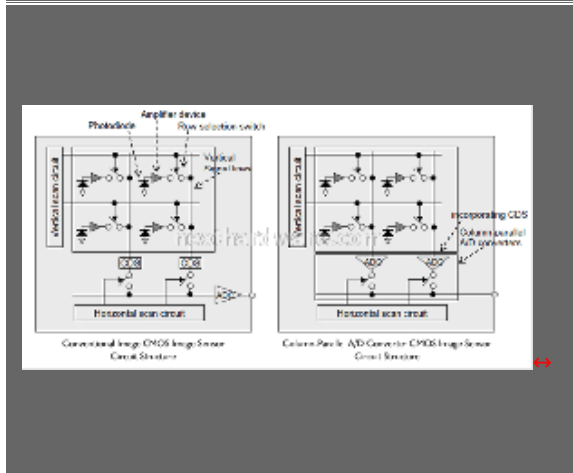 Amplifier device
Photodiode
Row selection switch
Vertical
Signal lines
Vertical scan circuit
Vertical scan circuit
incorporating CDS
Column-parallel
A/D converters
CDS
CDS
ADC
ADC
ADC
Horizontal scan circuit
Horizontal scan circuit
Conventional Image CMOS Image Sensor
Circuit Structure
Column-Parallel A/D Converter CMOS Image Sensor
Circuit Structure